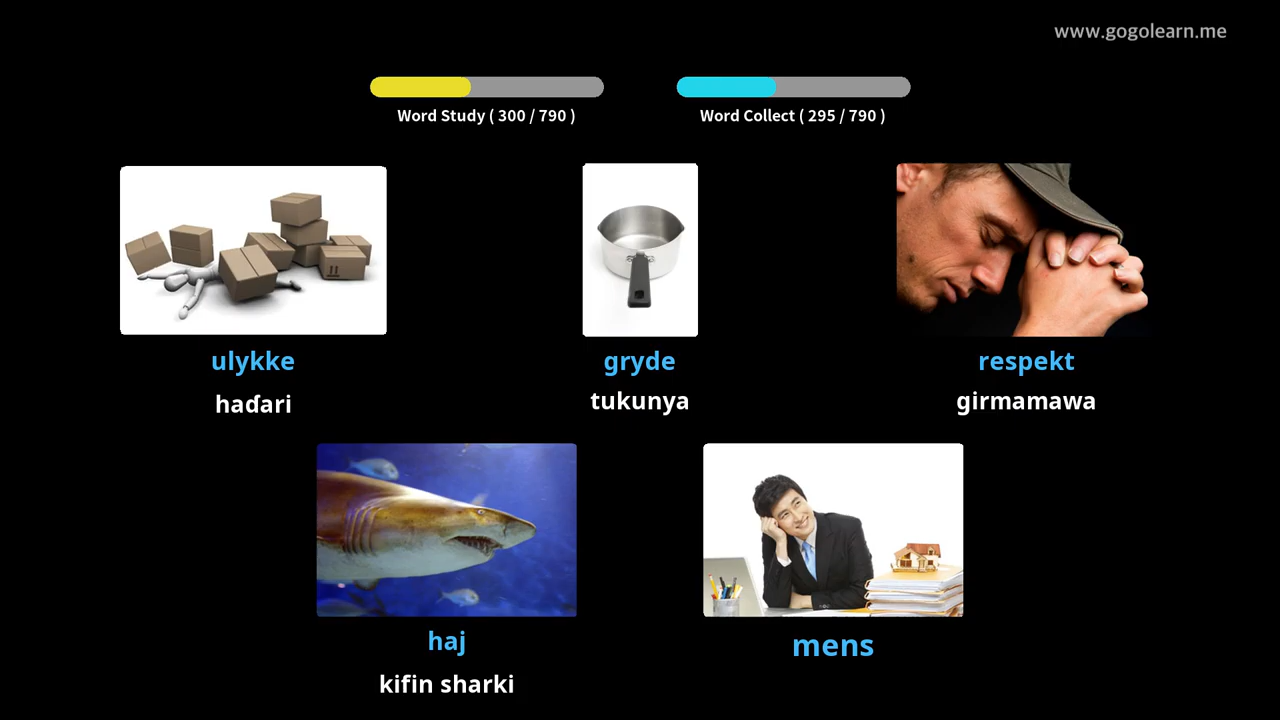 www.gogolearn.me
Word Study ( 300 / 790 )
Word Collect ( 295 / 790 )
ulykke
haɗari
gryde
tukunya
respekt
girmamawa
haj
kifin sharki
mens